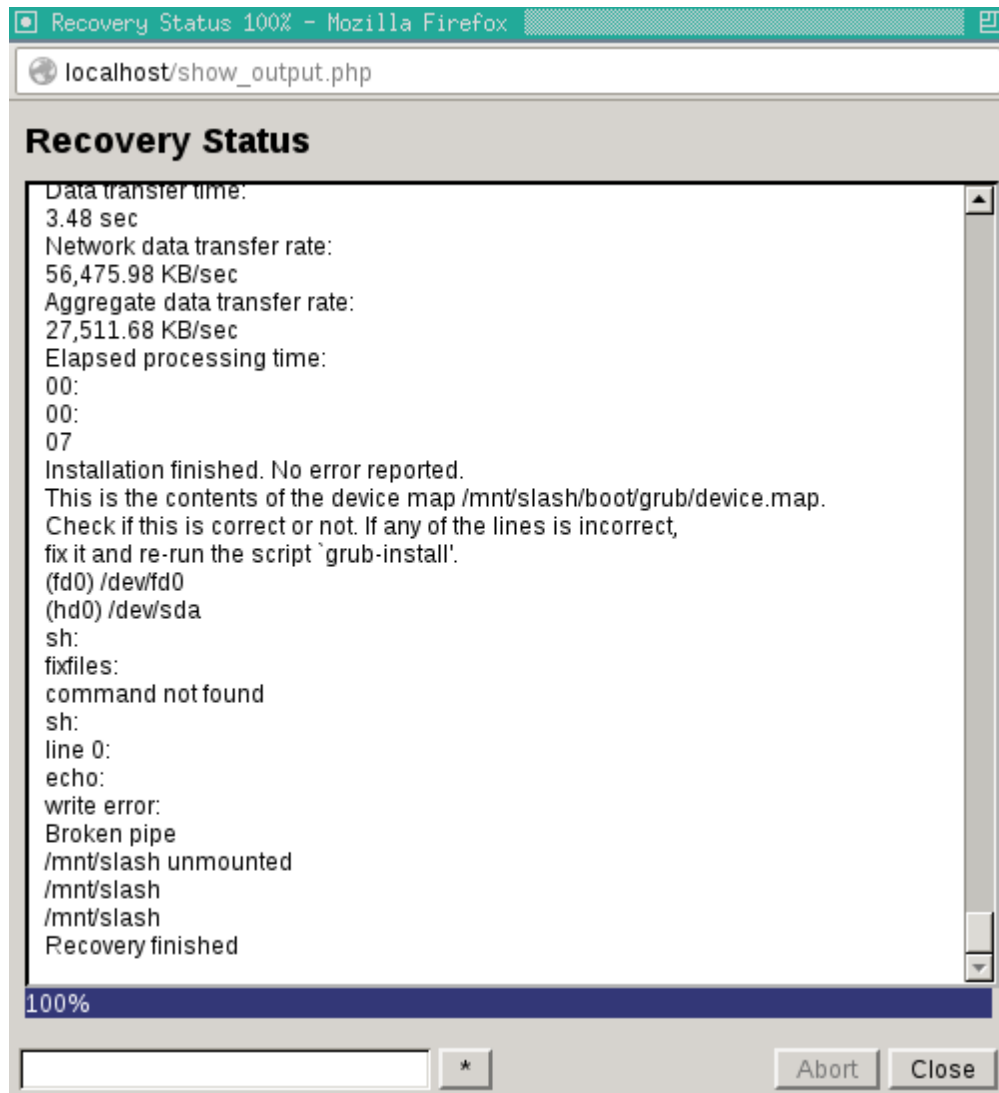 Recovery Status 100% - Mozilla Firefox
localhost/show_output.php
Recovery Status
Data transfer time:
3.48 sec
Network data transfer rate:
56,475.98 KB/sec
Aggregate data transfer rate:
27,511.68 KB/sec
Elapsed processing time:
00:
00:
07
Installation finished. No error reported.
This is the contents of the device map /mnt/slash/boot/grub/device.map.
Check if this is correct or not. If any of the lines is incorrect,
fix it and re-run the script `grub-install'.
(fd0) /dev/fd0
(hd0) /dev/sda
sh:
fixfiles:
command not found
sh:
line 0:
echo:
write error:
Broken pipe
/mnt/slash unmounted
/mnt/slash
/mnt/slash
Recovery finished
100%
* Abort Close